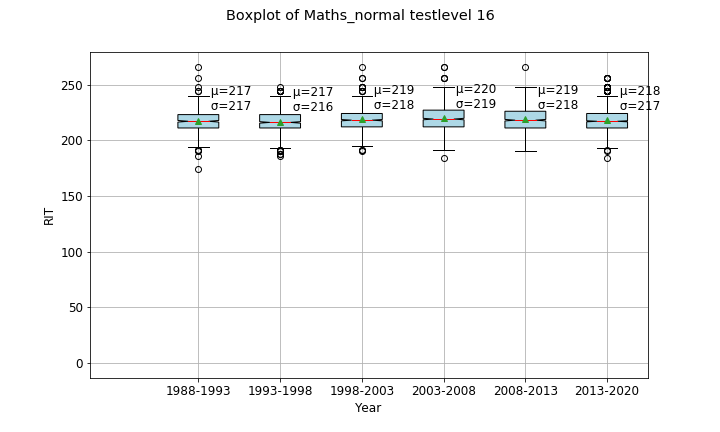 Boxplot of Maths_normal testlevel 16
250
200
150
100
50
0
RIT
μ=217
σ=217
μ=217
σ=216
μ=219
σ=218
μ=220
σ=219
μ=219
σ=218
μ=218
σ=217
1988-1993 1993-1998 1998-2003 2003-2008 2008-2013 2013-2020
Year